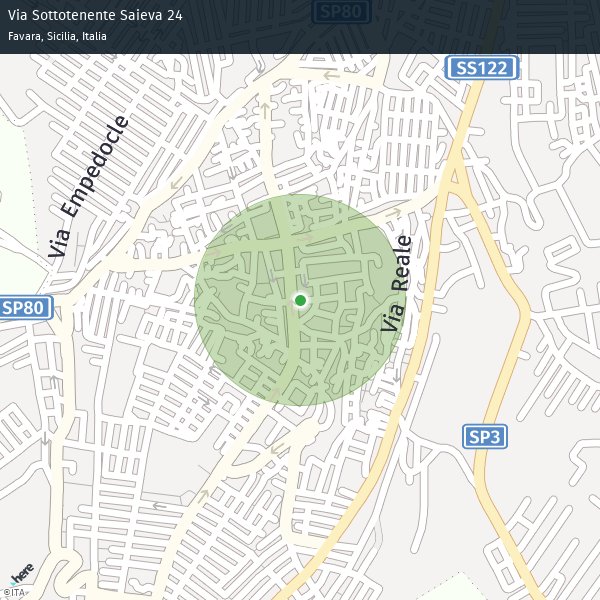 Via Sottotenente Saieva 24
Favara, Sicilia, Italia
SP80
SS122
Via Empedocle
Via Reale
SP80
SP3
here
©ITA